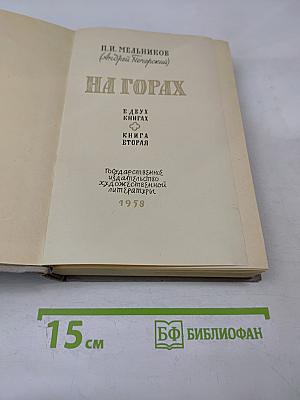 П.И. МЕЛЬНИКОВ
(Андрей Печерский)
НА ГОРАХ
В ДВУХ
КНИГАХ
КНИГА
ВТОРАЯ
Государственное
издательство
художественной
литературы
1958
15 см
БФ БИБЛИОФАН